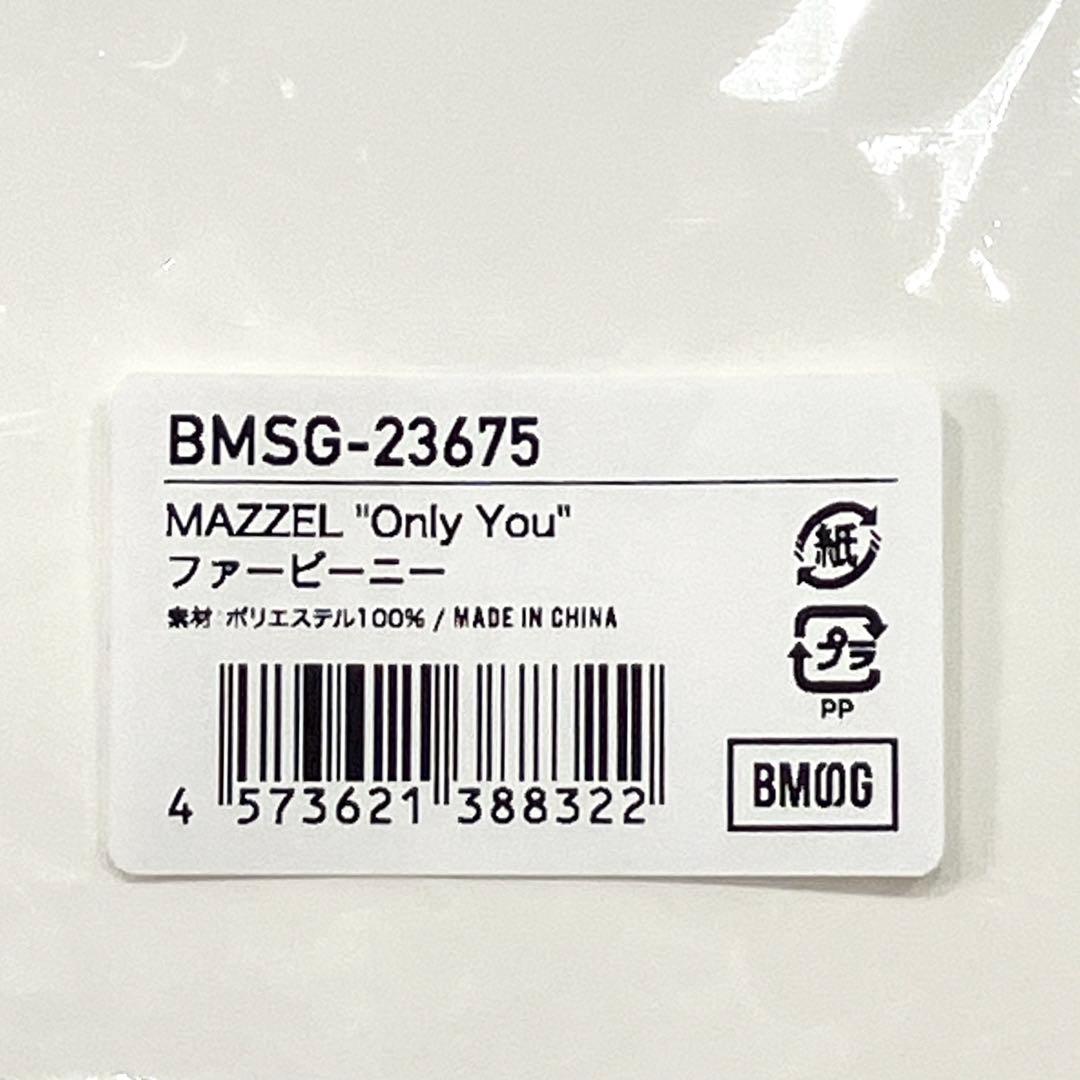 BMSG-23675
MAZZEL "Only You"
ファービーニー
素材:ポリエステル100% / MADE IN CHINA
紙
プラ
PP
4 573621 388322
BMSG